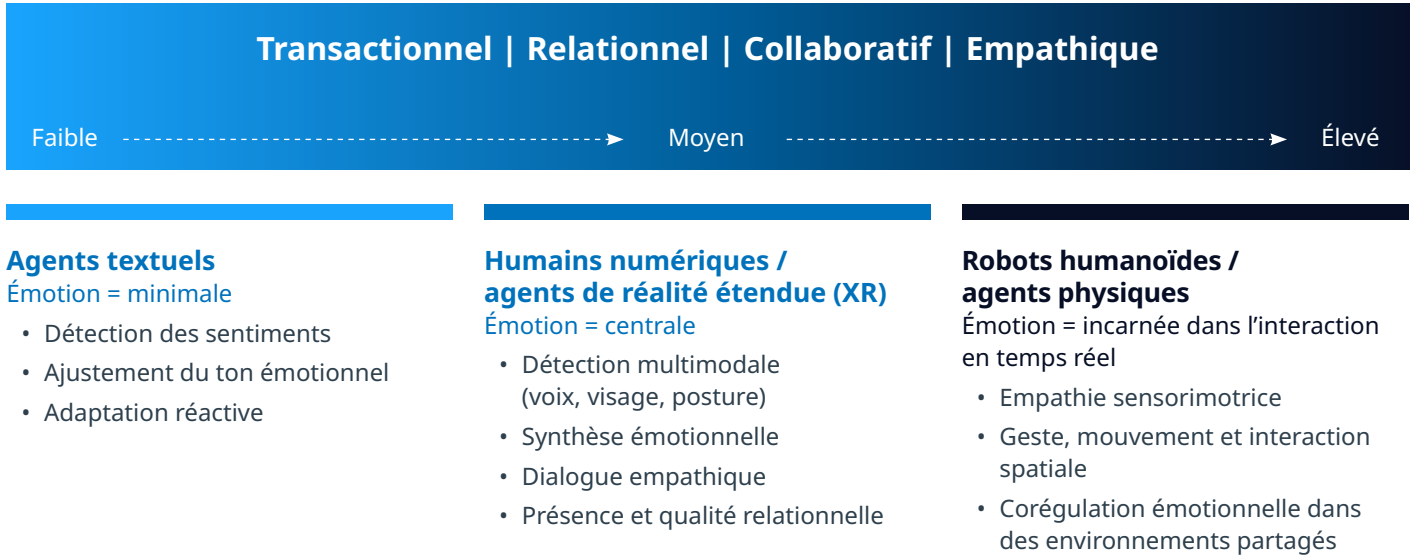 Transactionnel | Relationnel | Collaboratif | Empathique
Faible
Moyen
Élevé
Agents textuels
Émotion = minimale
• Détection des sentiments
• Ajustement du ton émotionnel
• Adaptation réactive
Humains numériques /
agents de réalité étendue (XR)
Émotion = centrale
• Détection multimodale
(voix, visage, posture)
• Synthèse émotionnelle
• Dialogue empathique
• Présence et qualité relationnelle
Robots humanoïdes /
agents physiques
Émotion = incarnée dans l’interaction
en temps réel
• Empathie sensorimotrice
• Geste, mouvement et interaction
spatiale
• Corégulation émotionnelle dans
des environnements partagés